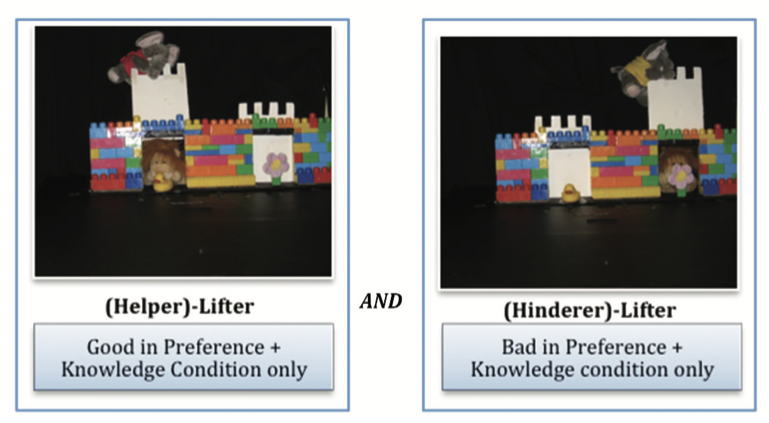 (Helper)-Lifter
Good in Preference +
Knowledge Condition only
AND
(Hinderer)-Lifter
Bad in Preference +
Knowledge condition only